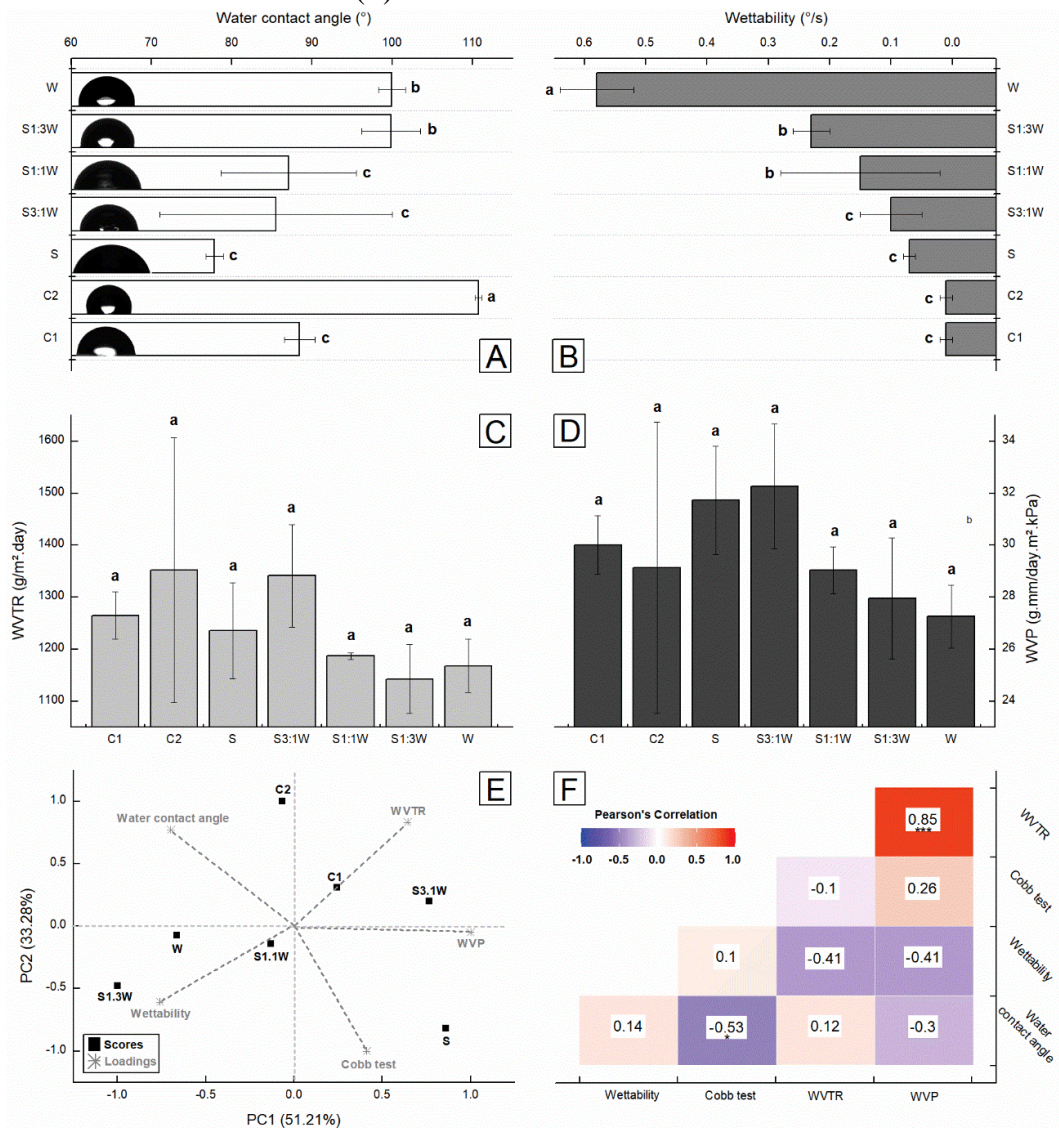 Water contact angle (°)
60 70 80 90 100 110
W b
S1:3W b
S1:1W c
S3:1W c
S c
C2 a
C1 c
A
Wettability (°/s)
0.6 0.5 0.4 0.3 0.2 0.1 0.0
a W
b S1:3W
b S1:1W
c S3:1W
c S
c C2
c C1
B
C
WVTR (g/m².day)
1600
1500
1400
1300
1200
1100
a a a a a a a
C1 C2 S S3:1W S1:1W S1:3W W
D
WVP (g.mm/day.m².kPa)
34
32
30
28
26
24
a a a a a a a
b
C1 C2 S S3:1W S1:1W S1:3W W
E
PC2 (33.28%)
1.0
0.5
0.0
-0.5
-1.0
C2
Water contact angle
WVTR
C1
S3.1W
WVP
W
S1.1W
S1.3W
Wettability
S
Cobb test
Scores
Loadings
-1.0 -0.5 0.0 0.5 1.0
PC1 (51.21%)
F
Pearson's Correlation
-1.0 -0.5 0.0 0.5 1.0
0.85
***
WVTR
-0.1 0.26 Cobb test
0.1 -0.41 -0.41 Wettability
0.14 -0.53 0.12 -0.3 Water
*
contact angle
Wettability Cobb test WVTR WVP